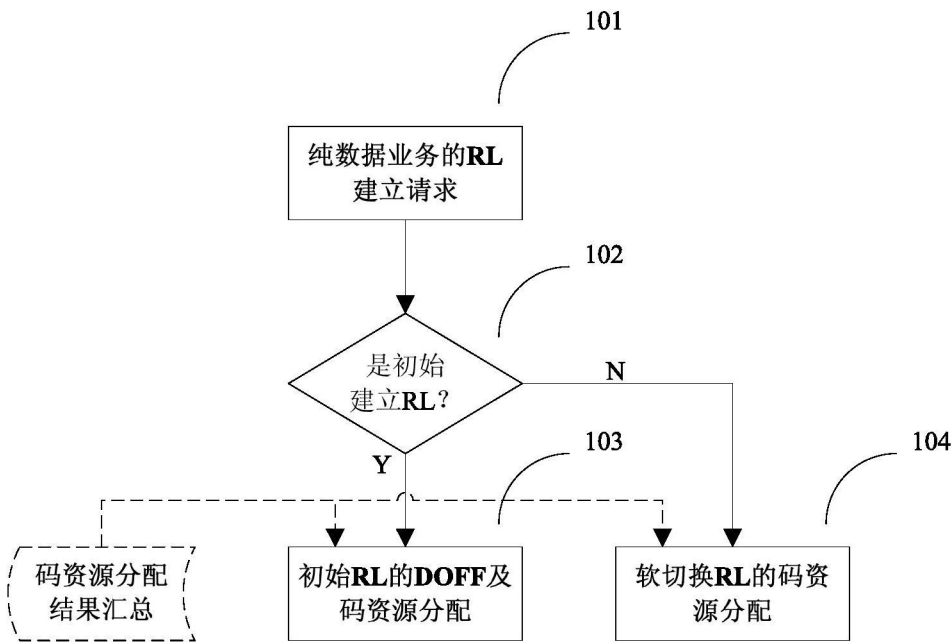 101
纯数据业务的RL
建立请求
102
是初始
建立RL？
N
Y
103
104
码资源分配
结果汇总
初始RL的DOFF及
码资源分配
软切换RL的码资
源分配